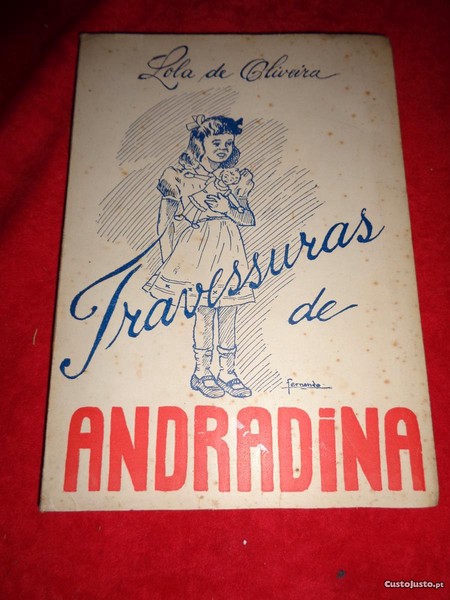 Lola de Oliveira
Travessuras
de
fernando
ANDRADiNA
CustoJusto.pt